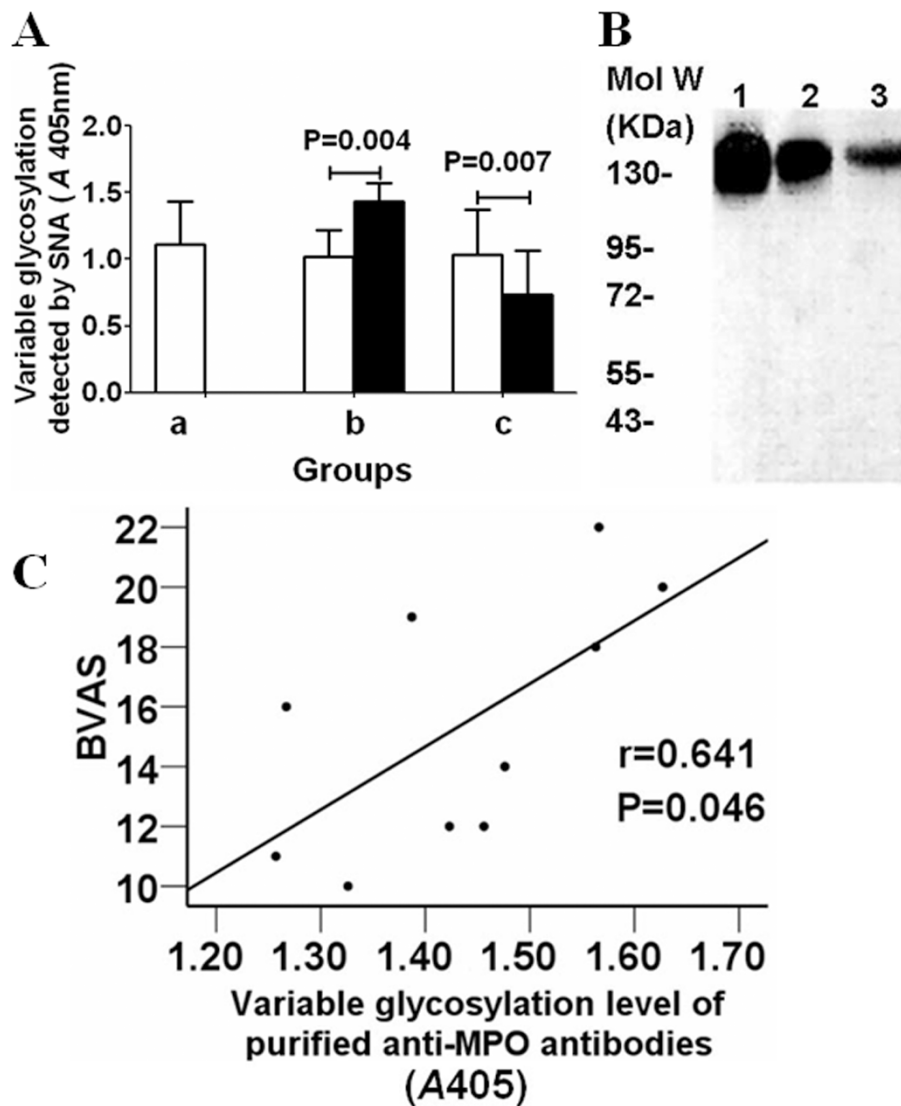 A
Variable glycosylation
detected by SNA (A 405nm)
2.0
1.5
1.0
0.5
0.0
P=0.004
P=0.007
a b c
Groups
B
Mol W
(KDa)
1 2 3
130-
95-
72-
55-
43-
C
BVAS
22
20
18
16
14
12
10
r=0.641
P=0.046
1.20 1.30 1.40 1.50 1.60 1.70
Variable glycosylation level of
purified anti-MPO antibodies
(A405)